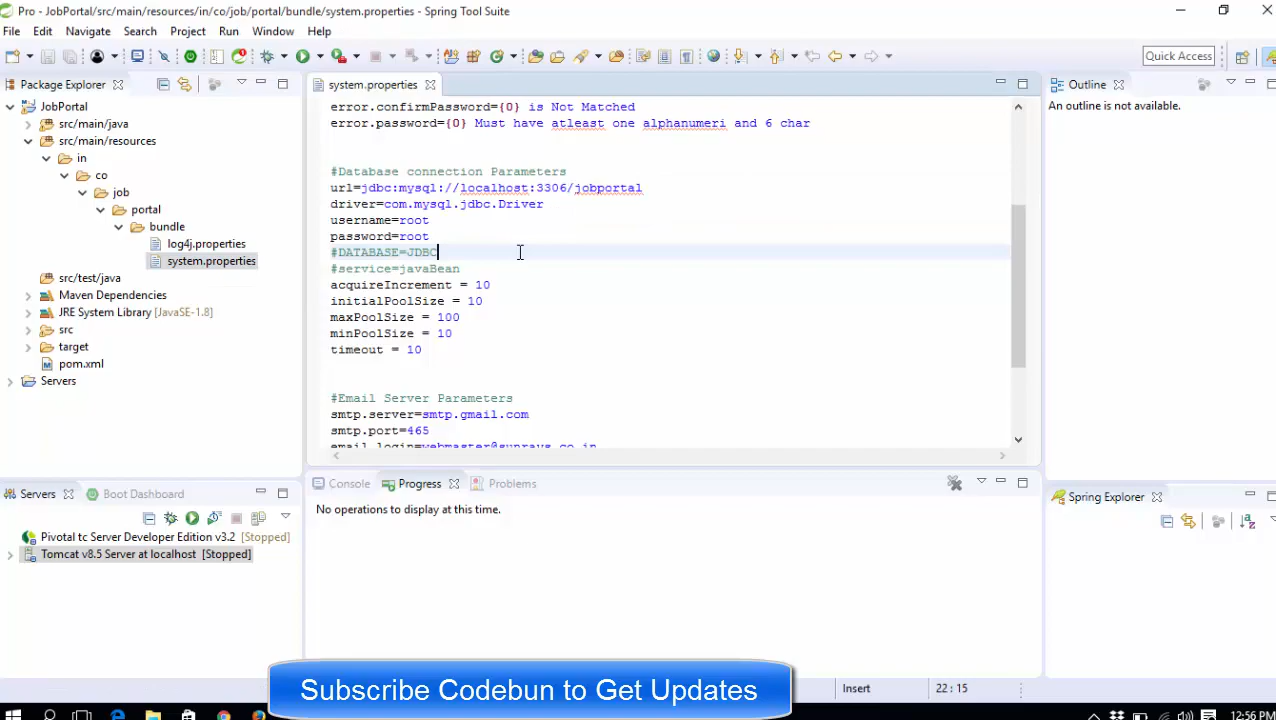 Pro - JobPortal/src/main/resources/in/co/job/portal/bundle/system.properties - Spring Tool Suite
File Edit Navigate Search Project Run Window Help
Quick Access
Package Explorer
JobPortal
src/main/java
src/main/resources
in
co
job
portal
bundle
log4j.properties
system.properties
src/test/java
Maven Dependencies
JRE System Library [JavaSE-1.8]
src
target
pom.xml
Servers
system.properties
error.confirmPassword={0} is Not Matched
error.password={0} Must have atleast one alphanumeri and 6 char
#Database connection Parameters
url=jdbc:mysql://localhost:3306/jobportal
driver=com.mysql.jdbc.Driver
username=root
password=root
#DATABASE=JDBC
#service=javaBean
acquireIncrement = 10
initialPoolSize = 10
maxPoolSize = 100
minPoolSize = 10
timeout = 10
#Email Server Parameters
smtp.server=smtp.gmail.com
smtp.port=465
email.login=webmaster@sunrays.co.in
Outline
An outline is not available.
Servers Boot Dashboard
Pivotal tc Server Developer Edition v3.2 [Stopped]
Tomcat v8.5 Server at localhost [Stopped]
Console Progress Problems
No operations to display at this time.
Spring Explorer
Subscribe Codebun to Get Updates
Insert 22 : 15
12:56 PM